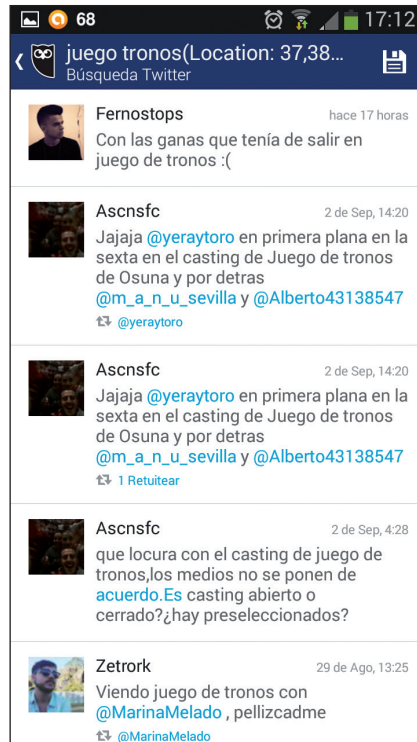 68
17:12
juego tronos(Location: 37,38...
Búsqueda Twitter
Fernostops
hace 17 horas
Con las ganas que tenía de salir en
juego de tronos :(
Ascnsfc
2 de Sep, 14:20
Jajaja @yeraytoro en primera plana en la
sexta en el casting de Juego de tronos
de Osuna y por detras
@m_a_n_u_sevilla y @Alberto43138547
@yeraytoro
Ascnsfc
2 de Sep, 14:20
Jajaja @yeraytoro en primera plana en la
sexta en el casting de Juego de tronos
de Osuna y por detras
@m_a_n_u_sevilla y @Alberto43138547
1 Retuitear
Ascnsfc
2 de Sep, 4:28
que locura con el casting de juego de
tronos,los medios no se ponen de
acuerdo.Es casting abierto o
cerrado?¿hay preseleccionados?
Zetrork
29 de Ago, 13:25
Viendo juego de tronos con
@MarinaMelado , pellizcadme
@MarinaMelado